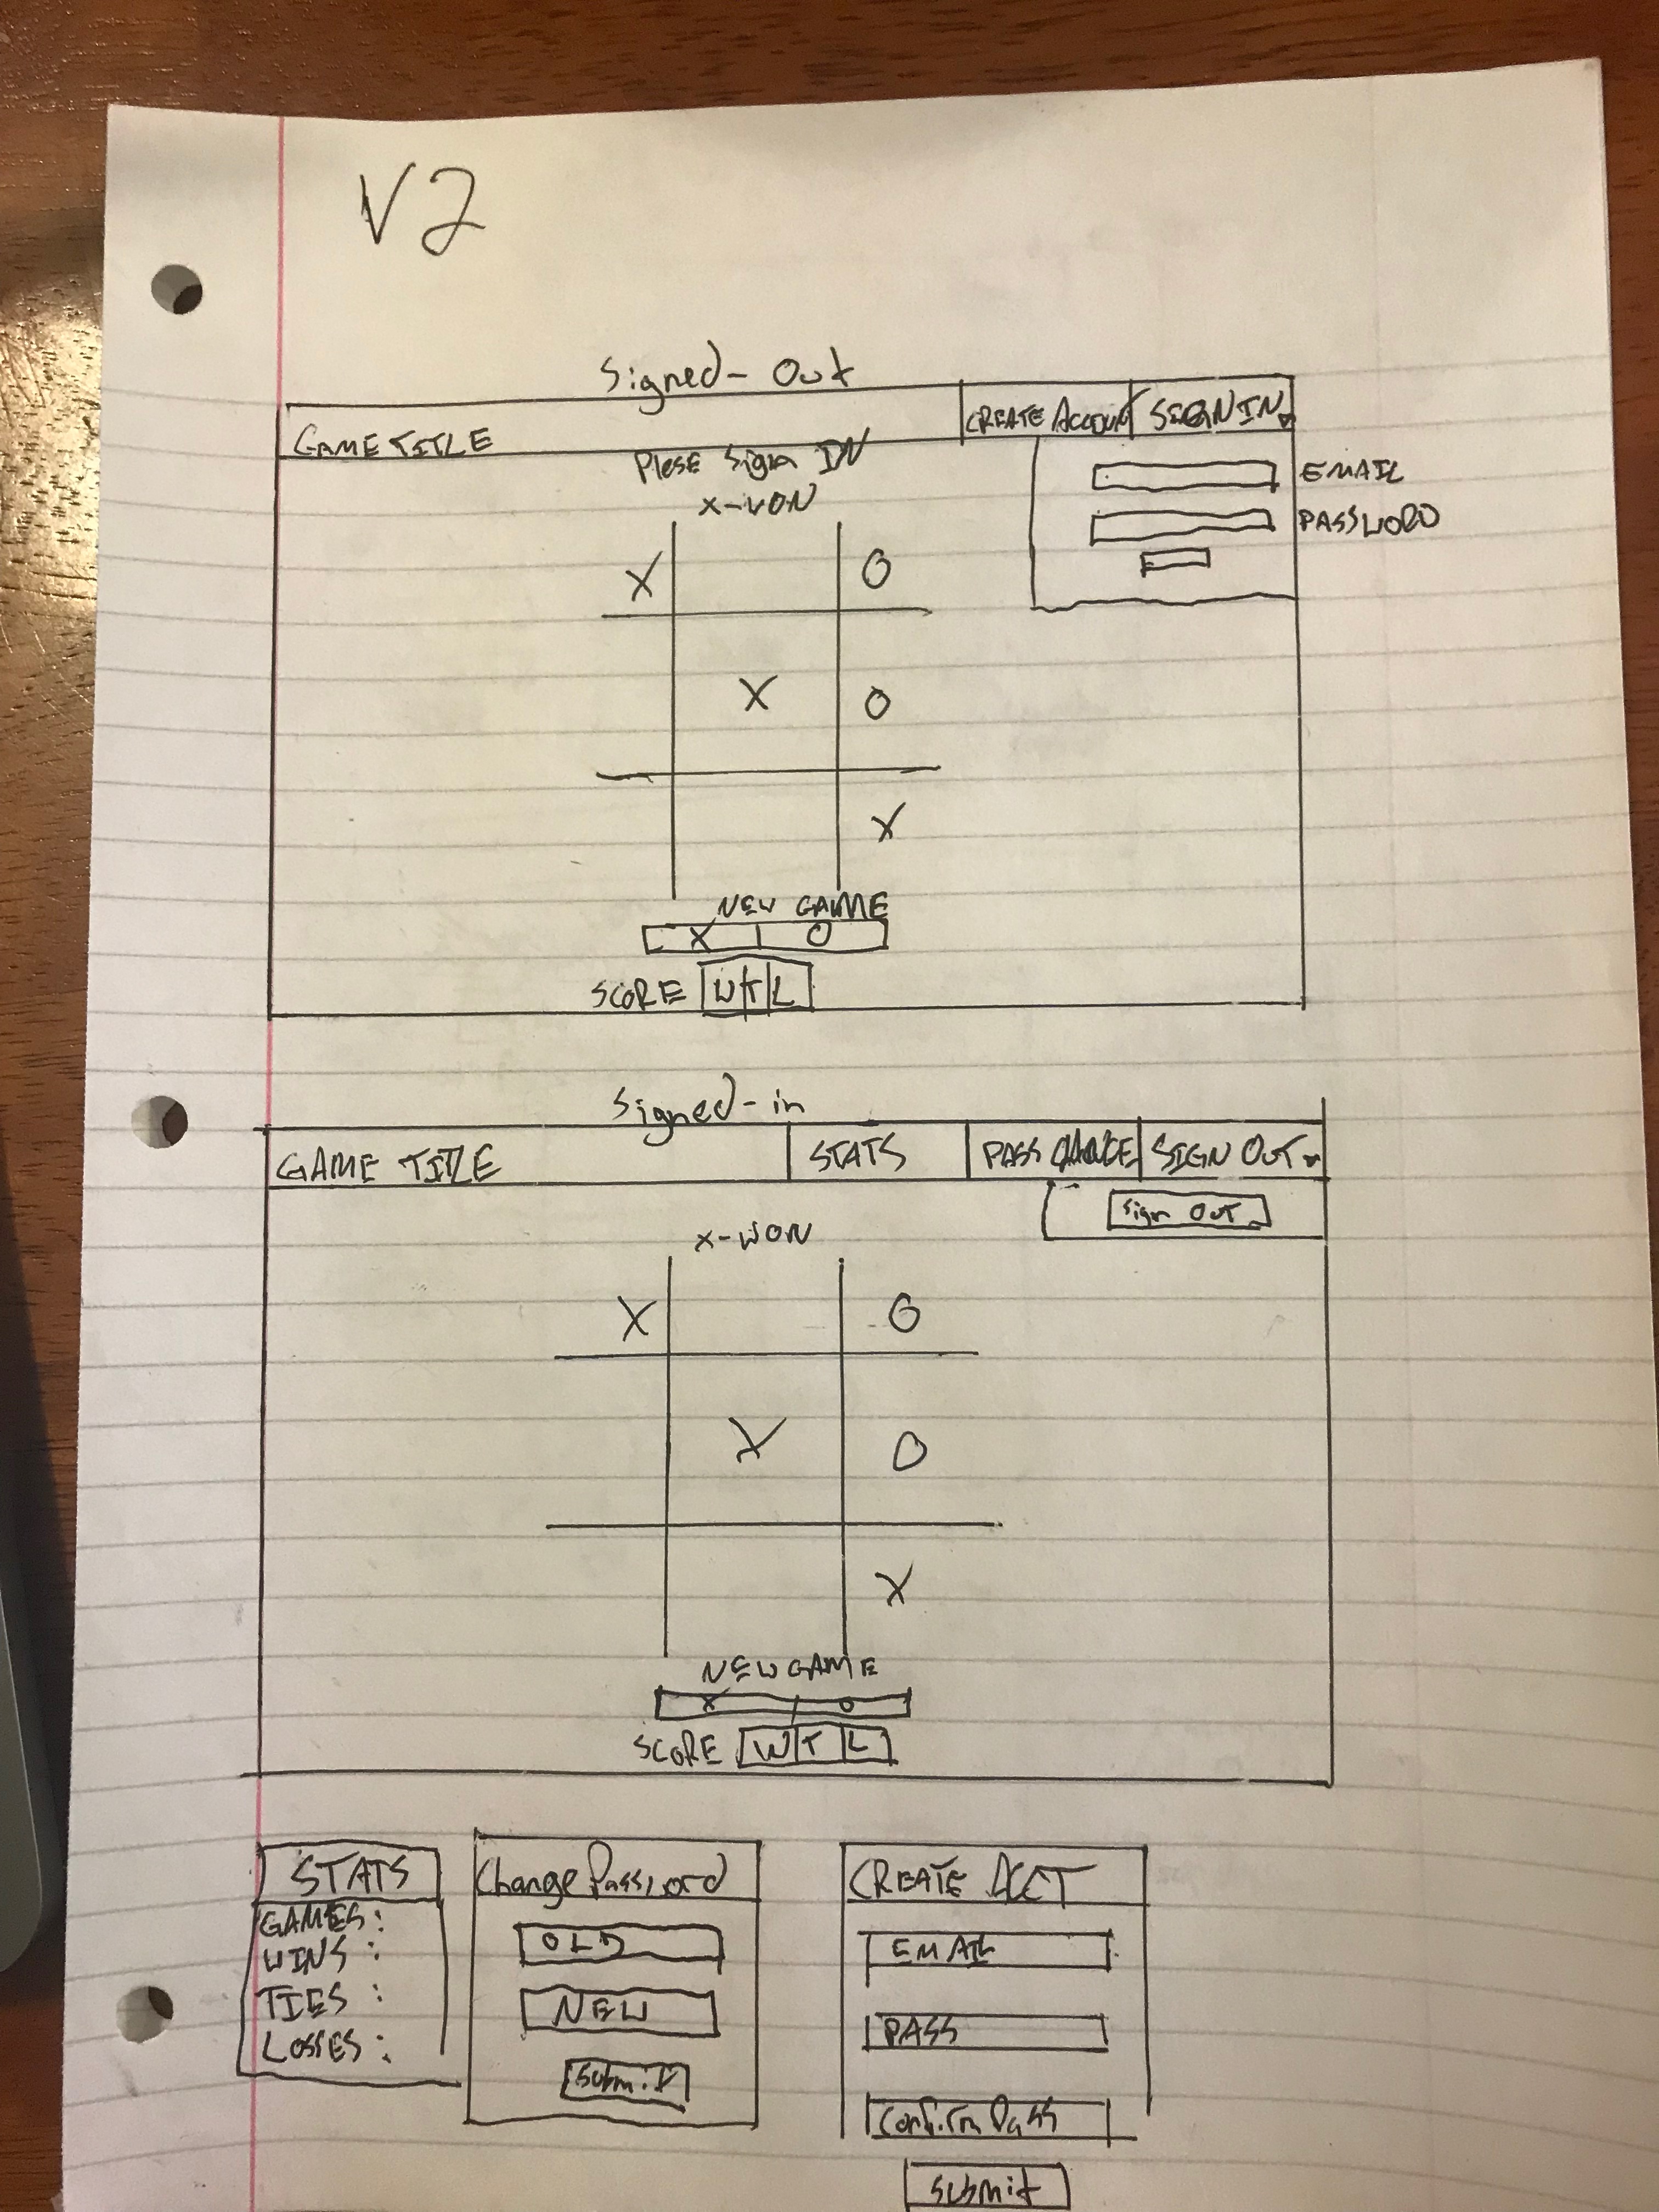 V2
Signed-Out
GAME TITLE CREATE ACCOUNT SIGN IN
Plese Sign IN
X-WON
EMAIL
PASSWORD
X O
X O
X
NEW GAME
X O
SCORE W T L
Signed-in
GAME TITLE STATS PASS CHANGE SIGN OUT
Sign OUT
X-WON
X O
X O
X
NEW GAME
X O
SCORE W T L
STATS
GAMES:
WINS :
TIES :
LOSSES :
Change Password
OLD
NEW
Submit
CREATE ACCT
EMAIL
PASS
Confirm Pass
Submit